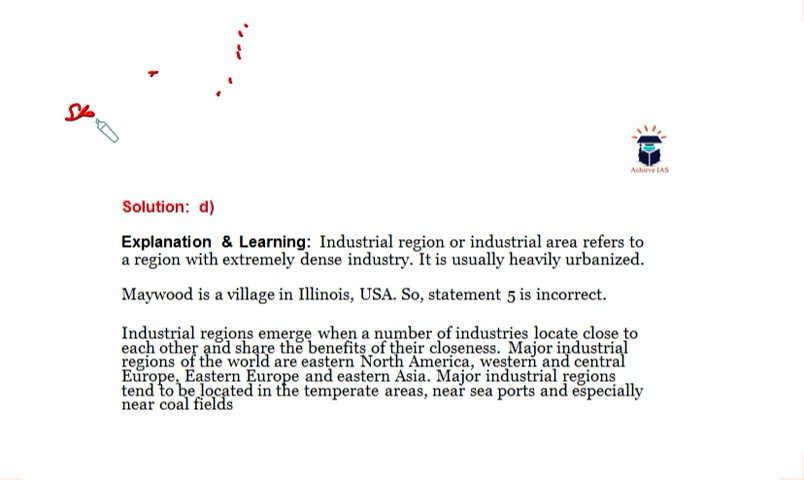 Achieve IAS
Solution: d)
Explanation & Learning: Industrial region or industrial area refers to
a region with extremely dense industry. It is usually heavily urbanized.
Maywood is a village in Illinois, USA. So, statement 5 is incorrect.
Industrial regions emerge when a number of industries locate close to
each other and share the benefits of their closeness. Major industrial
regions of the world are eastern North America, western and central
Europe, Eastern Europe and eastern Asia. Major industrial regions
tend to be located in the temperate areas, near sea ports and especially
near coal fields